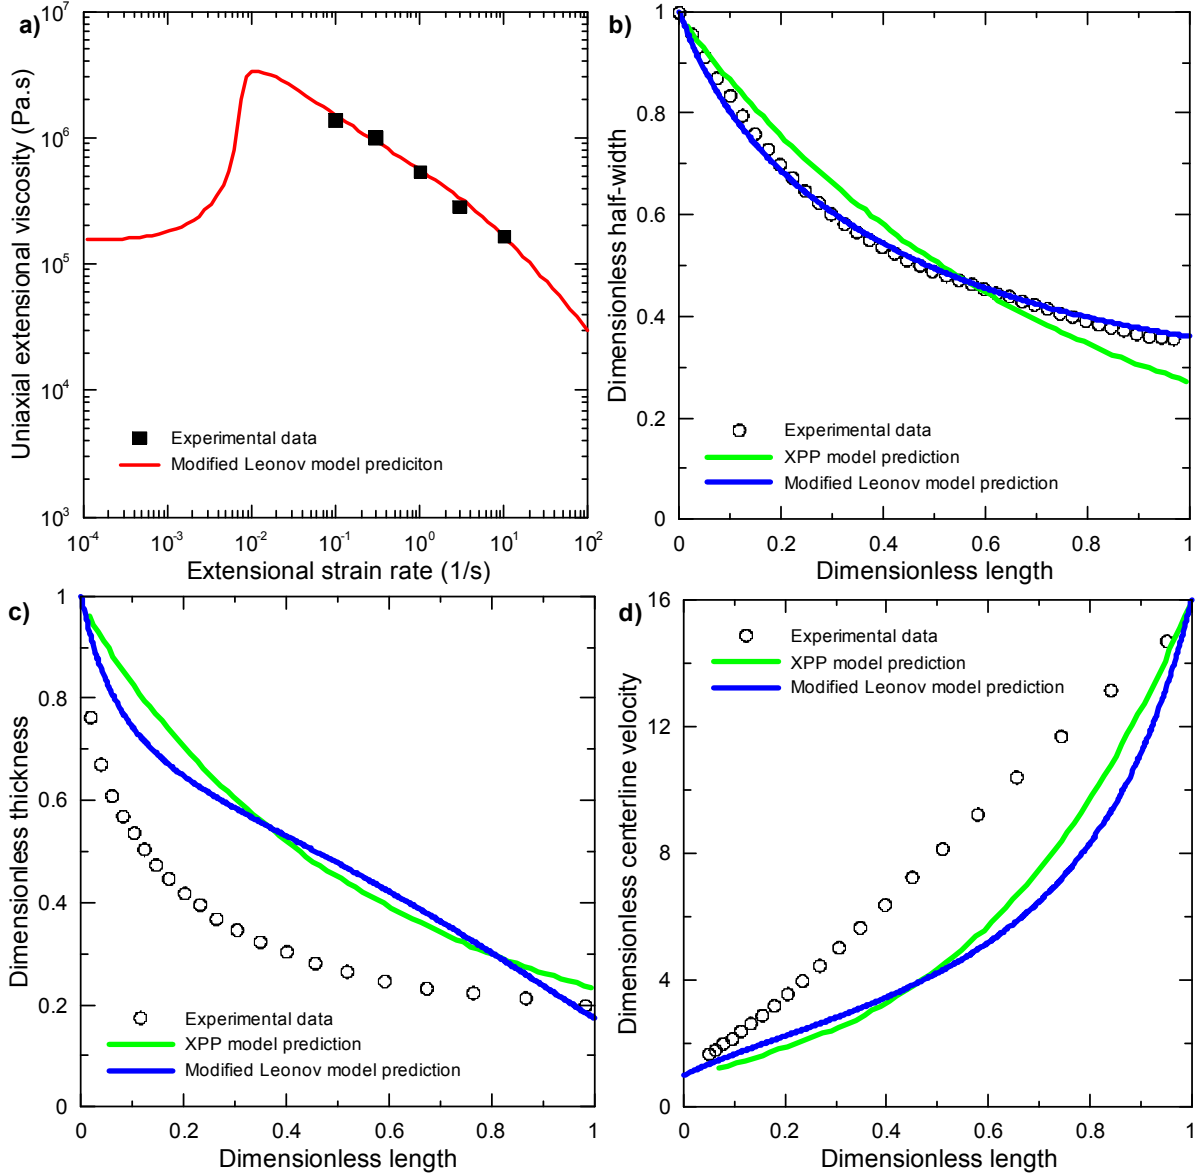 a)
10^7
10^6
10^5
10^4
10^3
Uniaxial extensional viscosity (Pa.s)
Experimental data
Modified Leonov model prediciton
10^-4 10^-3 10^-2 10^-1 10^0 10^1 10^2
Extensional strain rate (1/s)
b)
1
0.8
0.6
0.4
0.2
0
Dimensionless half-width
Experimental data
XPP model prediction
Modified Leonov model prediction
0 0.2 0.4 0.6 0.8 1
Dimensionless length
c)
1
0.8
0.6
0.4
0.2
0
Dimensionless thickness
Experimental data
XPP model prediction
Modified Leonov model prediction
0 0.2 0.4 0.6 0.8 1
Dimensionless length
d)
16
12
8
4
0
Dimensionless centerline velocity
Experimental data
XPP model prediction
Modified Leonov model prediction
0 0.2 0.4 0.6 0.8 1
Dimensionless length